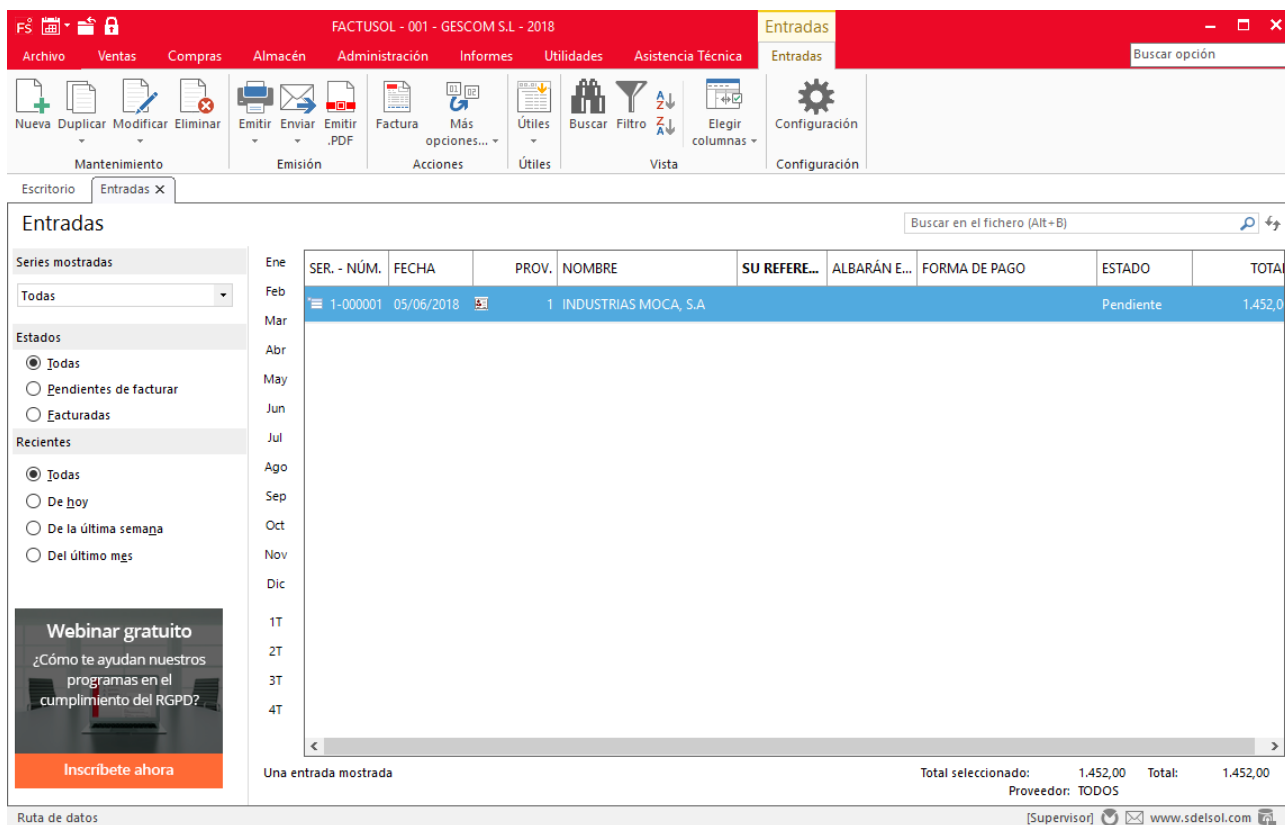 FS FACTUSOL - 001 - GESCOM S.L - 2018 Entradas
Archivo Ventas Compras Almacén Administración Informes Utilidades Asistencia Técnica Entradas Buscar opción
Nueva Duplicar Modificar Eliminar Emitir Enviar Emitir .PDF Factura Más opciones... Útiles Buscar Filtro Elegir columnas Configuración
Mantenimiento Emisión Acciones Útiles Vista Configuración
Escritorio Entradas
Entradas Buscar en el fichero (Alt+B)
Series mostradas
Todas
Estados
Todas
Pendientes de facturar
Facturadas
Recientes
Todas
De hoy
De la última semana
Del último mes
Webinar gratuito
¿Cómo te ayudan nuestros
programas en el
cumplimiento del RGPD?
Inscríbete ahora
Ene
Feb
Mar
Abr
May
Jun
Jul
Ago
Sep
Oct
Nov
Dic
1T
2T
3T
4T
SER. - NÚM. FECHA PROV. NOMBRE SU REFERE... ALBARÁN E... FORMA DE PAGO ESTADO TOTAL
1-000001 05/06/2018 1 INDUSTRIAS MOCA, S.A Pendiente 1.452,0
Una entrada mostrada Total seleccionado: 1.452,00 Total: 1.452,00
Proveedor: TODOS
Ruta de datos [Supervisor] www.sdelsol.com